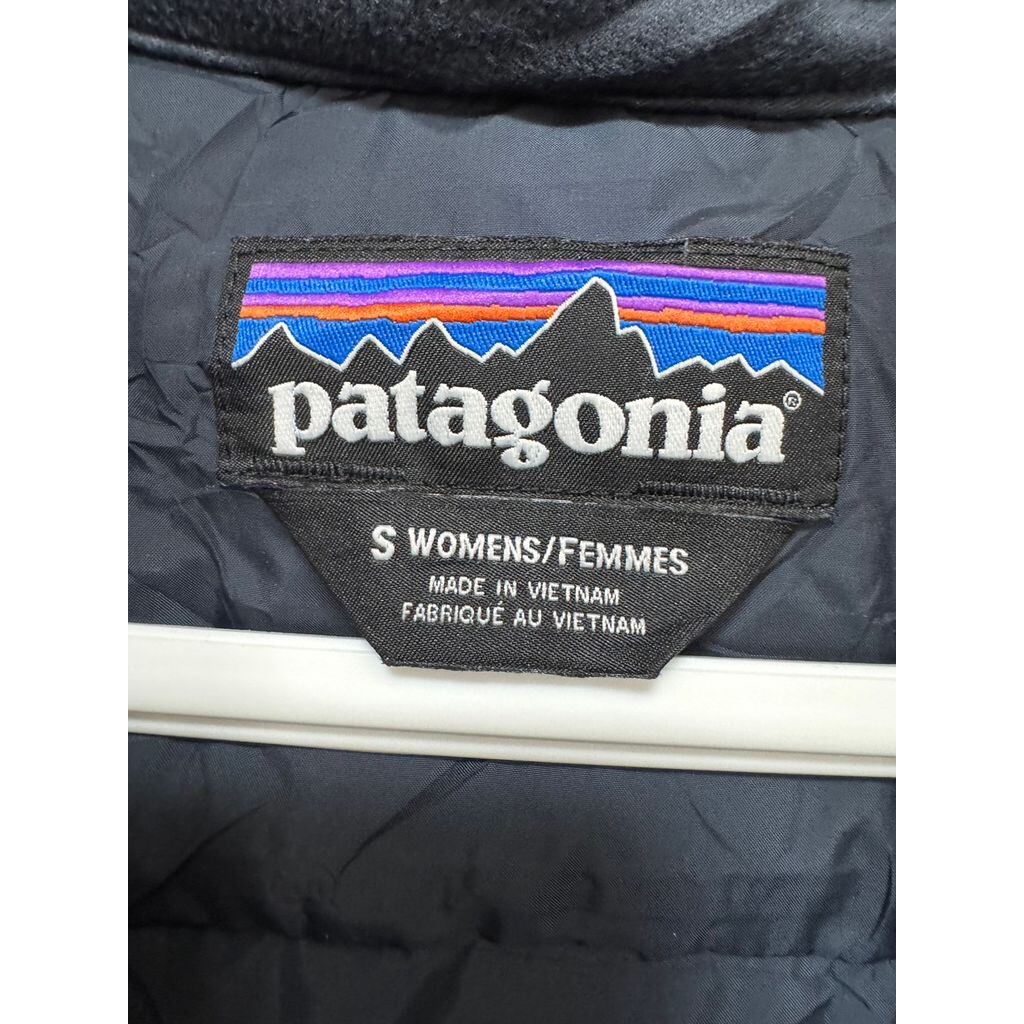 patagonia®
S WOMENS/FEMMES
MADE IN VIETNAM
FABRIQUÉ AU VIETNAM